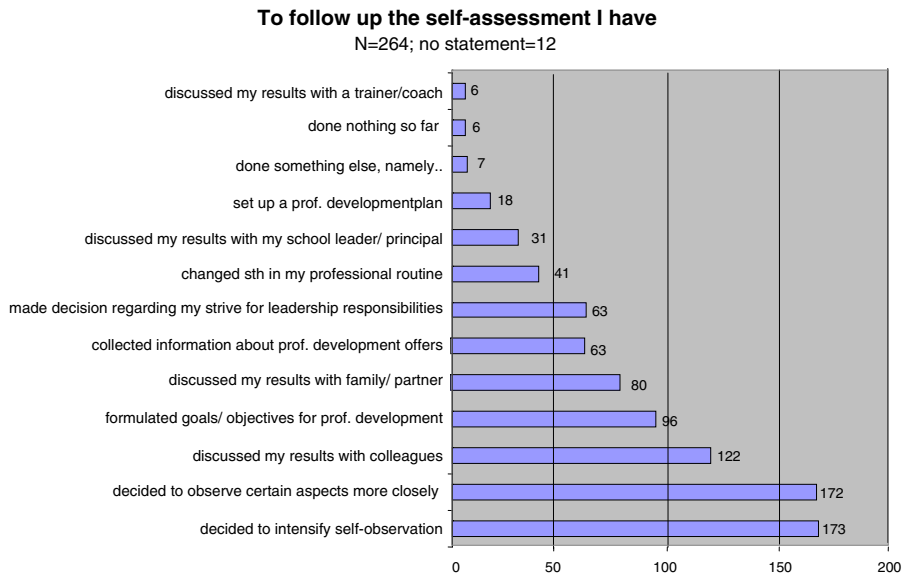 To follow up the self-assessment I have
N=264; no statement=12
discussed my results with a trainer/coach 6
done nothing so far 6
done something else, namely.. 7
set up a prof. developmentplan 18
discussed my results with my school leader/ principal 31
changed sth in my professional routine 41
made decision regarding my strive for leadership responsibilities 63
collected information about prof. development offers 63
discussed my results with family/ partner 80
formulated goals/ objectives for prof. development 96
discussed my results with colleagues 122
decided to observe certain aspects more closely 172
decided to intensify self-observation 173
0 50 100 150 200